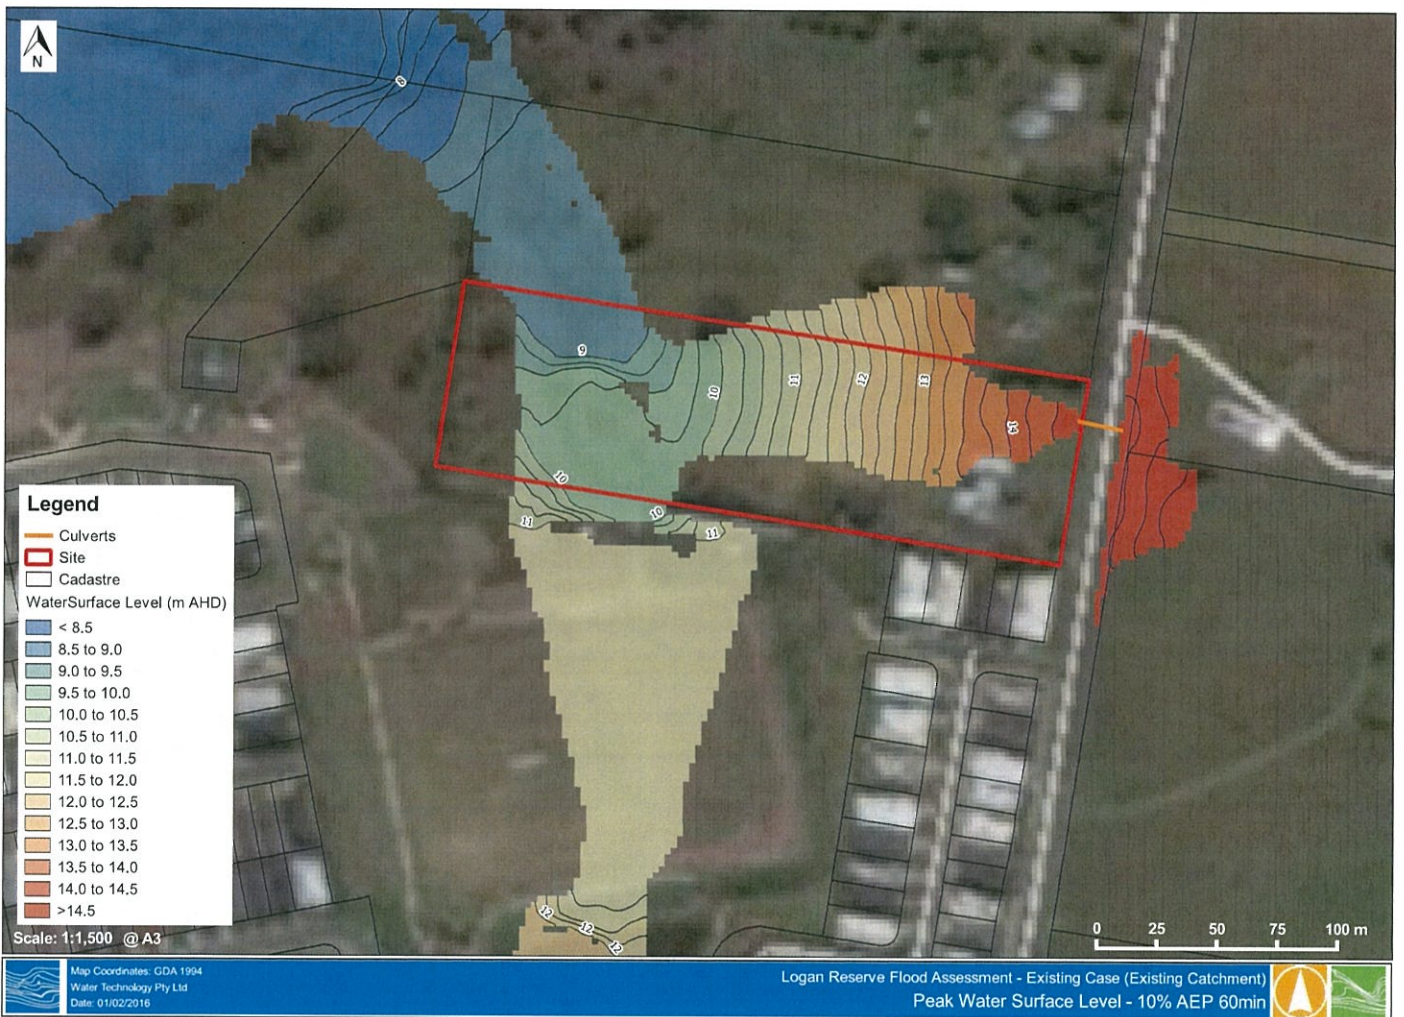 N
8
9
10
11
12
13
14
10
11
10
11
12
12
12
Legend
Culverts
Site
Cadastre
WaterSurface Level (m AHD)
< 8.5
8.5 to 9.0
9.0 to 9.5
9.5 to 10.0
10.0 to 10.5
10.5 to 11.0
11.0 to 11.5
11.5 to 12.0
12.0 to 12.5
12.5 to 13.0
13.0 to 13.5
13.5 to 14.0
14.0 to 14.5
>14.5
Scale: 1:1,500 @ A3
0 25 50 75 100 m
Map Coordinates: GDA 1994
Water Technology Pty Ltd
Date: 01/02/2016
Logan Reserve Flood Assessment - Existing Case (Existing Catchment)
Peak Water Surface Level - 10% AEP 60min